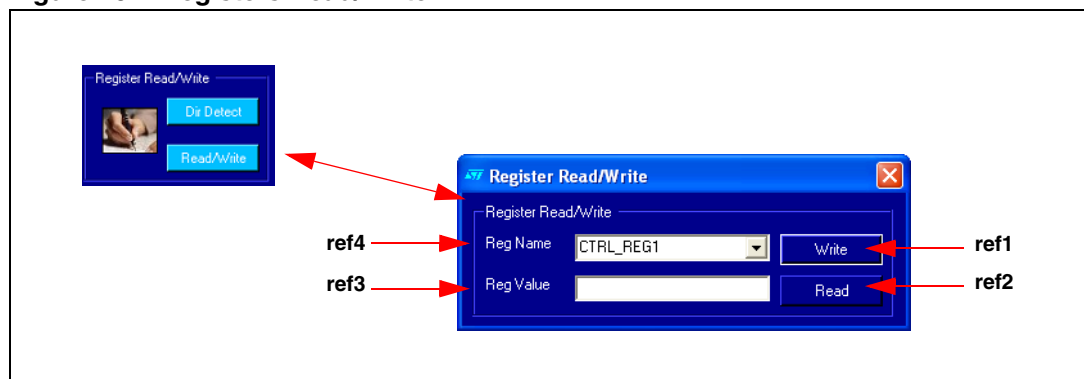 Register Read/Write
Dir Detect
Read/Write
Register Read/Write
Register Read/Write
ref4
Reg Name
CTRL_REG1
Write
ref1
ref3
Reg Value
Read
ref2